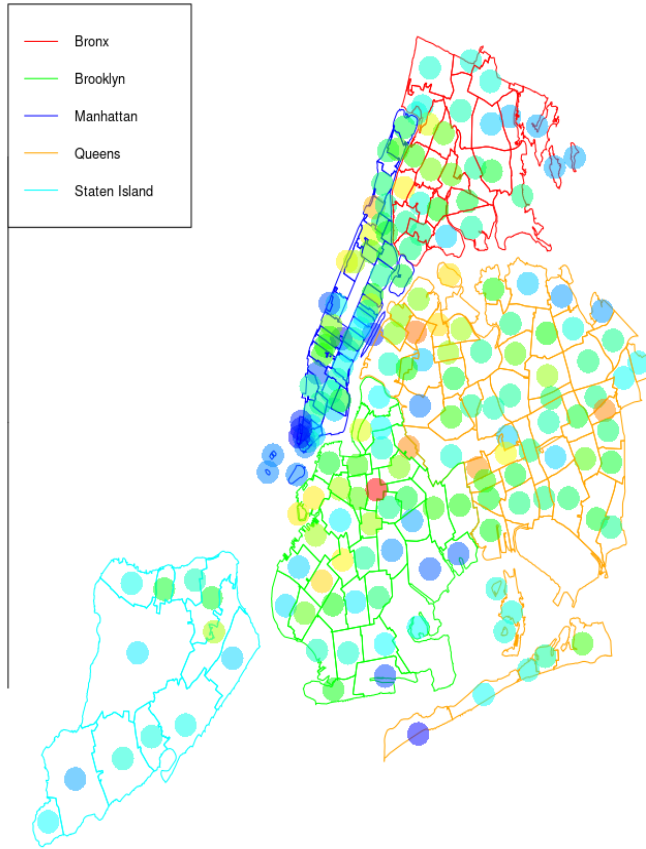 Bronx
Brooklyn
Manhattan
Queens
Staten Island